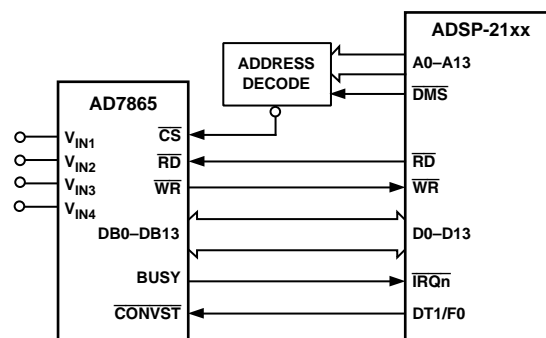 ADSP-21xx
ADDRESS
DECODE
A0–A13
DMS
AD7865
VIN1
VIN2
VIN3
VIN4
CS
RD
WR
DB0–DB13
BUSY
CONVST
RD
WR
D0–D13
IRQn
DT1/F0